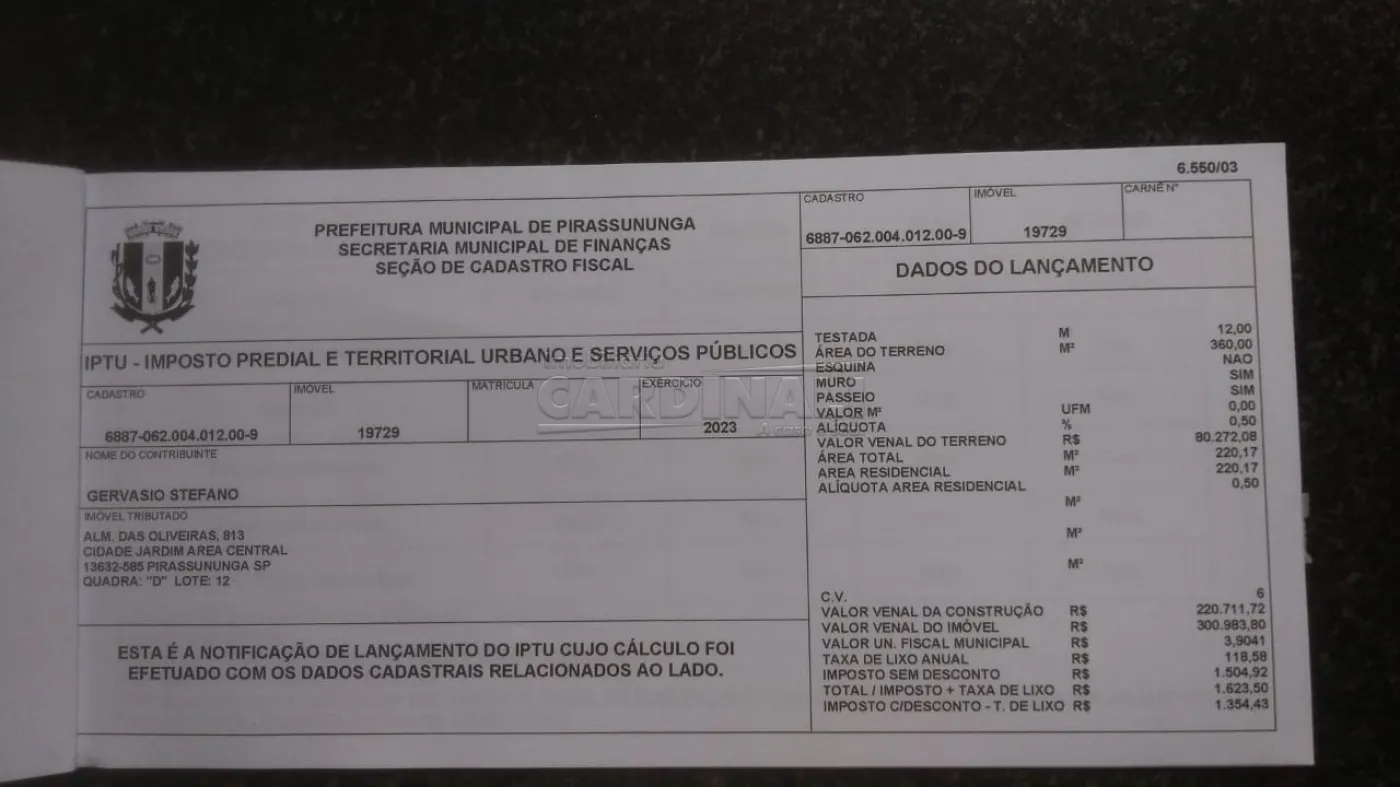 6.550/03
PREFEITURA MUNICIPAL DE PIRASSUNUNGA
SECRETARIA MUNICIPAL DE FINANÇAS
SEÇÃO DE CADASTRO FISCAL
CADASTRO IMÓVEL CARNÊ Nº
6887-062.004.012.00-9 19729
DADOS DO LANÇAMENTO
IPTU - IMPOSTO PREDIAL E TERRITORIAL URBANO E SERVIÇOS PÚBLICOS
CADASTRO IMÓVEL MATRICULA EXERCÍCIO
6887-062.004.012.00-9 19729 2023
NOME DO CONTRIBUINTE
GERVASIO STEFANO
IMÓVEL TRIBUTADO
ALM. DAS OLIVEIRAS, 813
CIDADE JARDIM AREA CENTRAL
13632-585 PIRASSUNUNGA SP
QUADRA: "D" LOTE: 12
ESTA É A NOTIFICAÇÃO DE LANÇAMENTO DO IPTU CUJO CÁLCULO FOI
EFETUADO COM OS DADOS CADASTRAIS RELACIONADOS AO LADO.
TESTADA M 12,00
ÁREA DO TERRENO M² 360,00
ESQUINA NAO
MURO SIM
PASSEIO SIM
VALOR M² UFM 0,00
ALÍQUOTA % 0,50
VALOR VENAL DO TERRENO R$ 80.272,08
ÁREA TOTAL M² 220,17
AREA RESIDENCIAL M² 220,17
ALÍQUOTA AREA RESIDENCIAL 0,50
M²
M²
M²
C.V. 6
VALOR VENAL DA CONSTRUÇÃO R$ 220.711,72
VALOR VENAL DO IMÓVEL R$ 300.983,80
VALOR UN. FISCAL MUNICIPAL R$ 3,9041
TAXA DE LIXO ANUAL R$ 118,58
IMPOSTO SEM DESCONTO R$ 1.504,92
TOTAL / IMPOSTO + TAXA DE LIXO R$ 1.623,50
IMPOSTO C/DESCONTO - T. DE LIXO R$ 1.354,43
imobiliária
CARDINALI